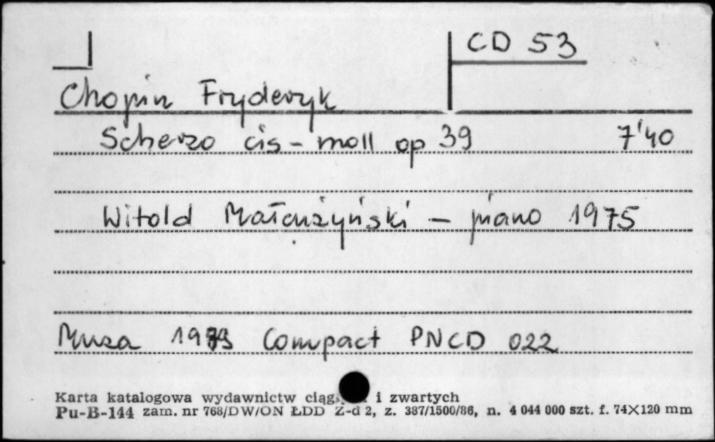 CD 53
Chopin Fryderyk
Scherzo cis-moll op 39 7'40
Witold Małcużyński - piano 1975
Muza Compact PNCD 022
Karta katalogowa wydawnictw i zwartych
Pu-B-144 zam. nr 768/DW/ON ŁDD Z-d 2, z. 387/1500/86, n. 4 044 000 szt. f. 74X120 mm